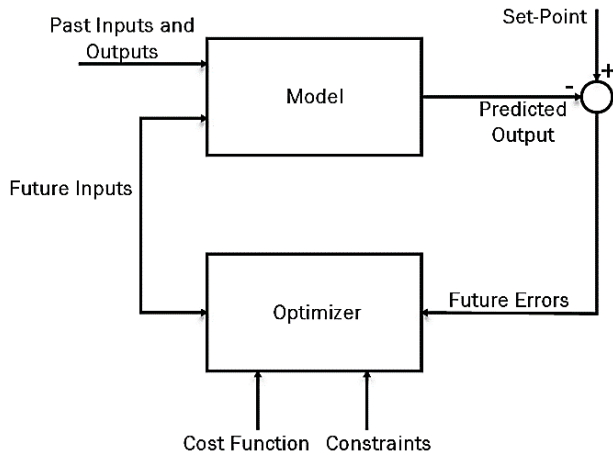 Past Inputs and
Outputs
Set-Point
+
-
Model
Predicted
Output
Future Inputs
Optimizer
Future Errors
Cost Function
Constraints